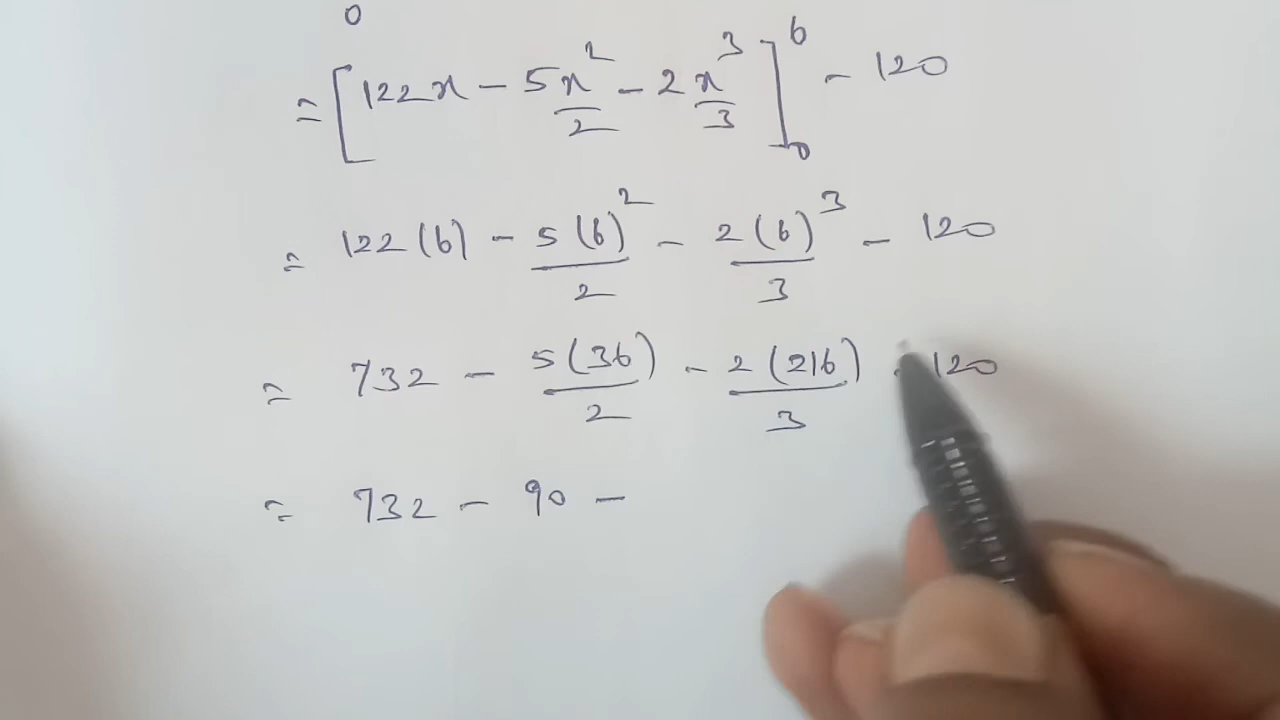 0
= [122x - 5x²/2 - 2x³/3]₀⁶ - 120
= 122(6) - 5(6)²/2 - 2(6)³/3 - 120
= 732 - 5(36)/2 - 2(216)/3 - 120
= 732 - 90 -